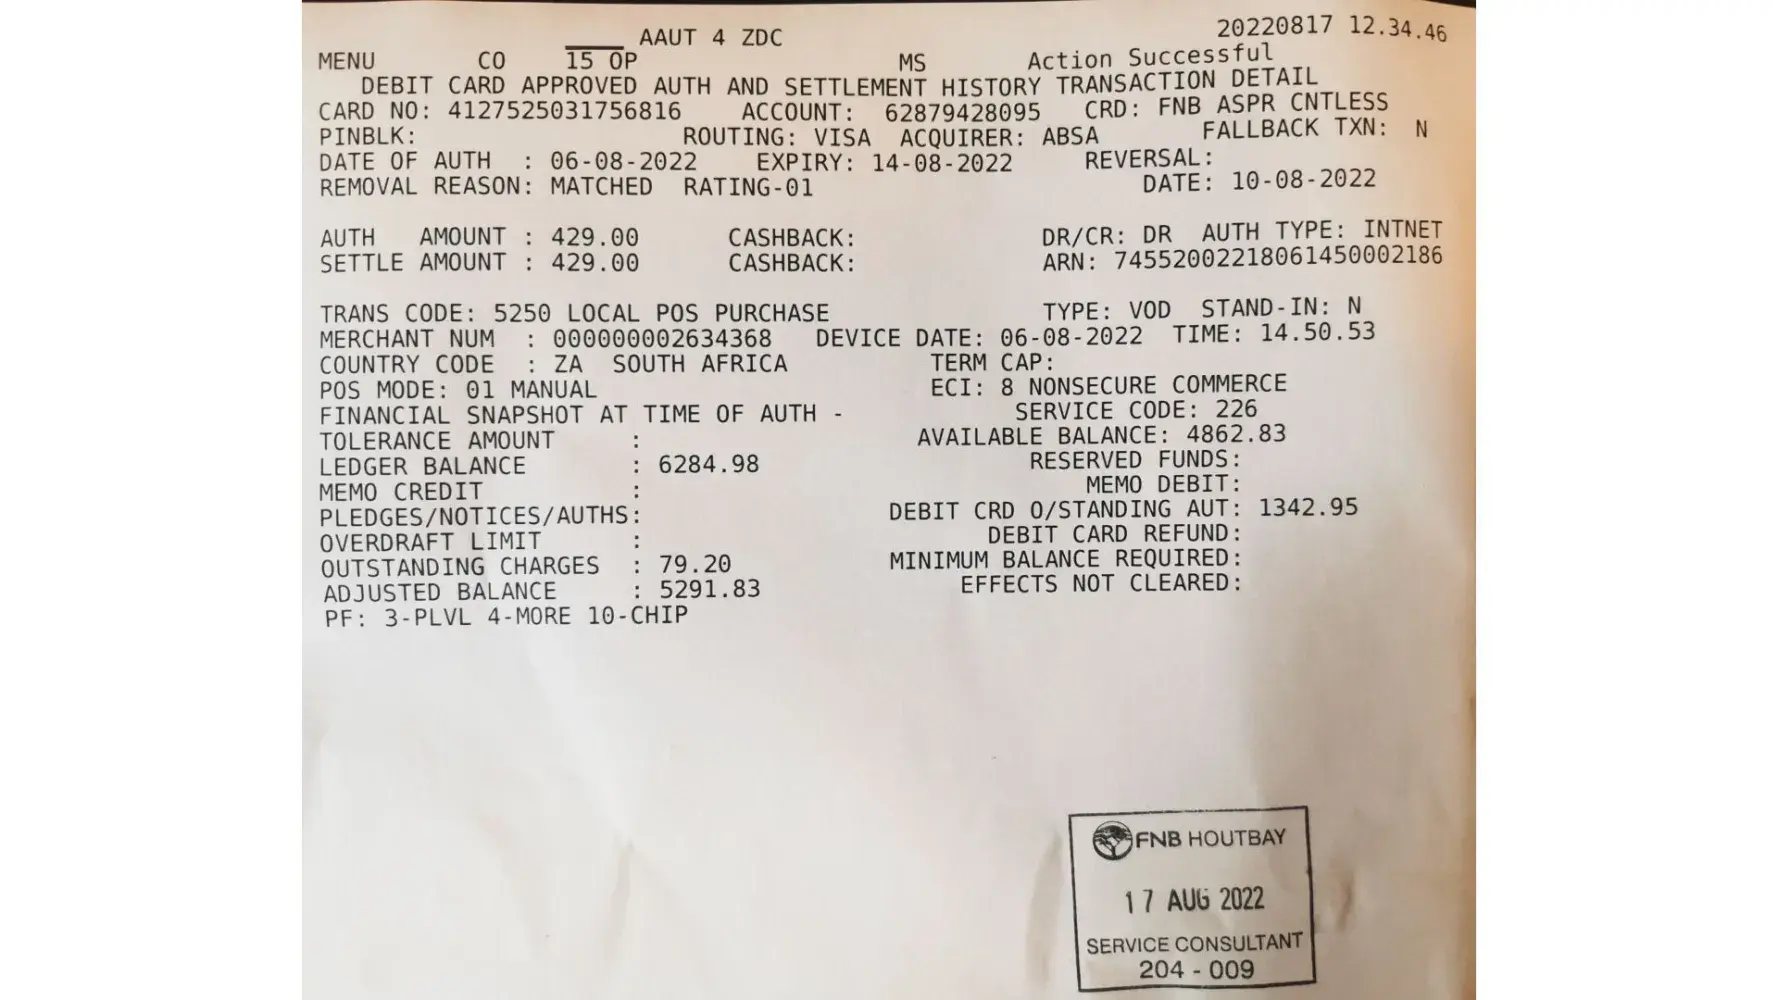 AAUT 4 ZDC 20220817 12.34.46
MENU CO 15 OP MS Action Successful
DEBIT CARD APPROVED AUTH AND SETTLEMENT HISTORY TRANSACTION DETAIL
CARD NO: 4127525031756816 ACCOUNT: 62879428095 CRD: FNB ASPR CNTLESS
PINBLK: ROUTING: VISA ACQUIRER: ABSA FALLBACK TXN: N
DATE OF AUTH : 06-08-2022 EXPIRY: 14-08-2022 REVERSAL:
REMOVAL REASON: MATCHED RATING-01 DATE: 10-08-2022
AUTH AMOUNT : 429.00 CASHBACK: DR/CR: DR AUTH TYPE: INTNET
SETTLE AMOUNT : 429.00 CASHBACK: ARN: 74552002218061450002186
TRANS CODE: 5250 LOCAL POS PURCHASE TYPE: VOD STAND-IN: N
MERCHANT NUM : 000000002634368 DEVICE DATE: 06-08-2022 TIME: 14.50.53
COUNTRY CODE : ZA SOUTH AFRICA TERM CAP:
POS MODE: 01 MANUAL ECI: 8 NONSECURE COMMERCE
FINANCIAL SNAPSHOT AT TIME OF AUTH - SERVICE CODE: 226
TOLERANCE AMOUNT : AVAILABLE BALANCE: 4862.83
LEDGER BALANCE : 6284.98 RESERVED FUNDS:
MEMO CREDIT : MEMO DEBIT:
PLEDGES/NOTICES/AUTHS: DEBIT CRD O/STANDING AUT: 1342.95
OVERDRAFT LIMIT : DEBIT CARD REFUND:
OUTSTANDING CHARGES : 79.20 MINIMUM BALANCE REQUIRED:
ADJUSTED BALANCE : 5291.83 EFFECTS NOT CLEARED:
PF: 3-PLVL 4-MORE 10-CHIP
FNB HOUTBAY
17 AUG 2022
SERVICE CONSULTANT
204 - 009